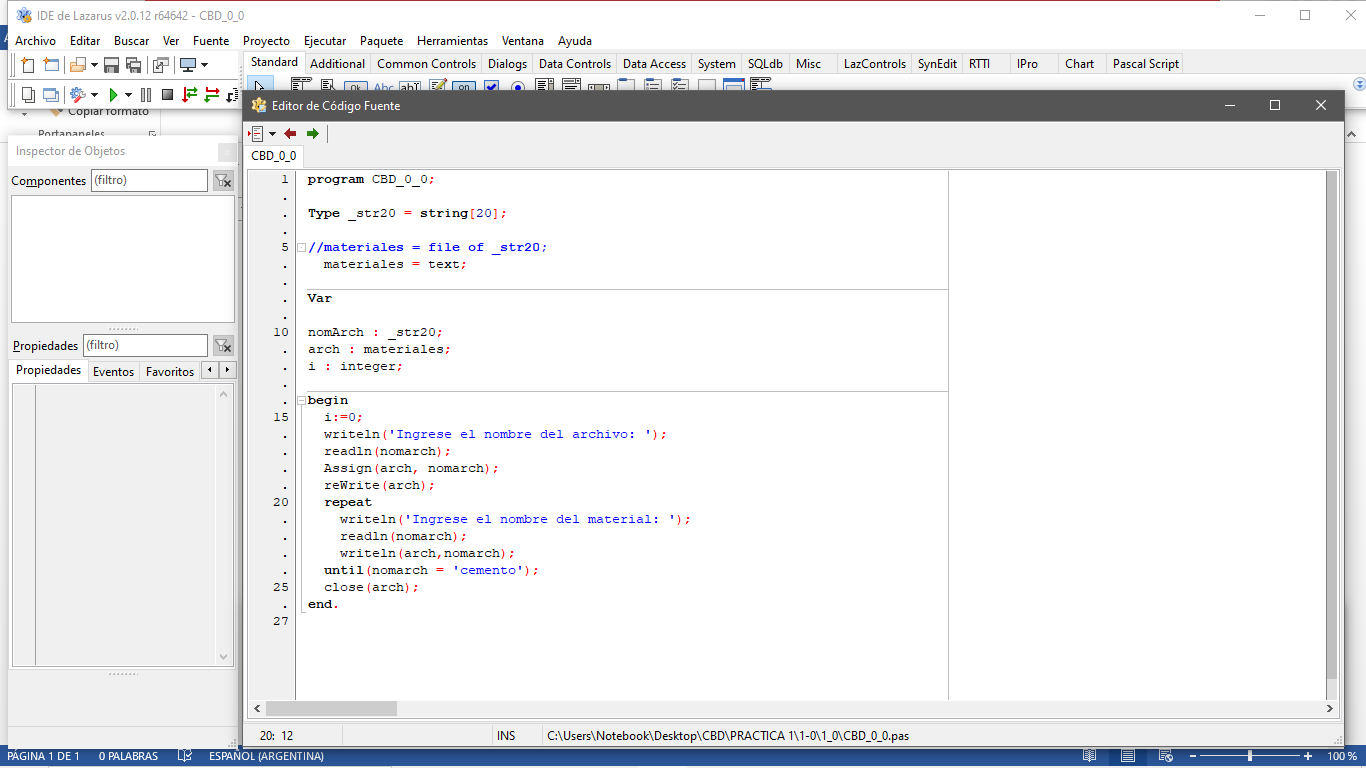 IDE de Lazarus v2.0.12 r64642 - CBD_0_0
Archivo Editar Buscar Ver Fuente Proyecto Ejecutar Paquete Herramientas Ventana Ayuda
Standard Additional Common Controls Dialogs Data Controls Data Access System SQLdb Misc LazControls SynEdit RTTI IPro Chart Pascal Script
Copiar formato
Portapapeles
Editor de Código Fuente
Inspector de Objetos
Componentes (filtro)
Propiedades (filtro)
Propiedades Eventos Favoritos
CBD_0_0
1 program CBD_0_0;
.
. Type _str20 = string[20];
.
5 //materiales = file of _str20;
. materiales = text;
.
. Var
.
10 nomArch : _str20;
. arch : materiales;
. i : integer;
.
. begin
15 i:=0;
. writeln('Ingrese el nombre del archivo: ');
. readln(nomarch);
. Assign(arch, nomarch);
. reWrite(arch);
20 repeat
. writeln('Ingrese el nombre del material: ');
. readln(nomarch);
. writeln(arch,nomarch);
. until(nomarch = 'cemento');
25 close(arch);
. end.
27
20: 12 INS C:\Users\Notebook\Desktop\CBD\PRACTICA 1\1-0\1_0\CBD_0_0.pas
PÁGINA 1 DE 1 0 PALABRAS ESPAÑOL (ARGENTINA) 100 %